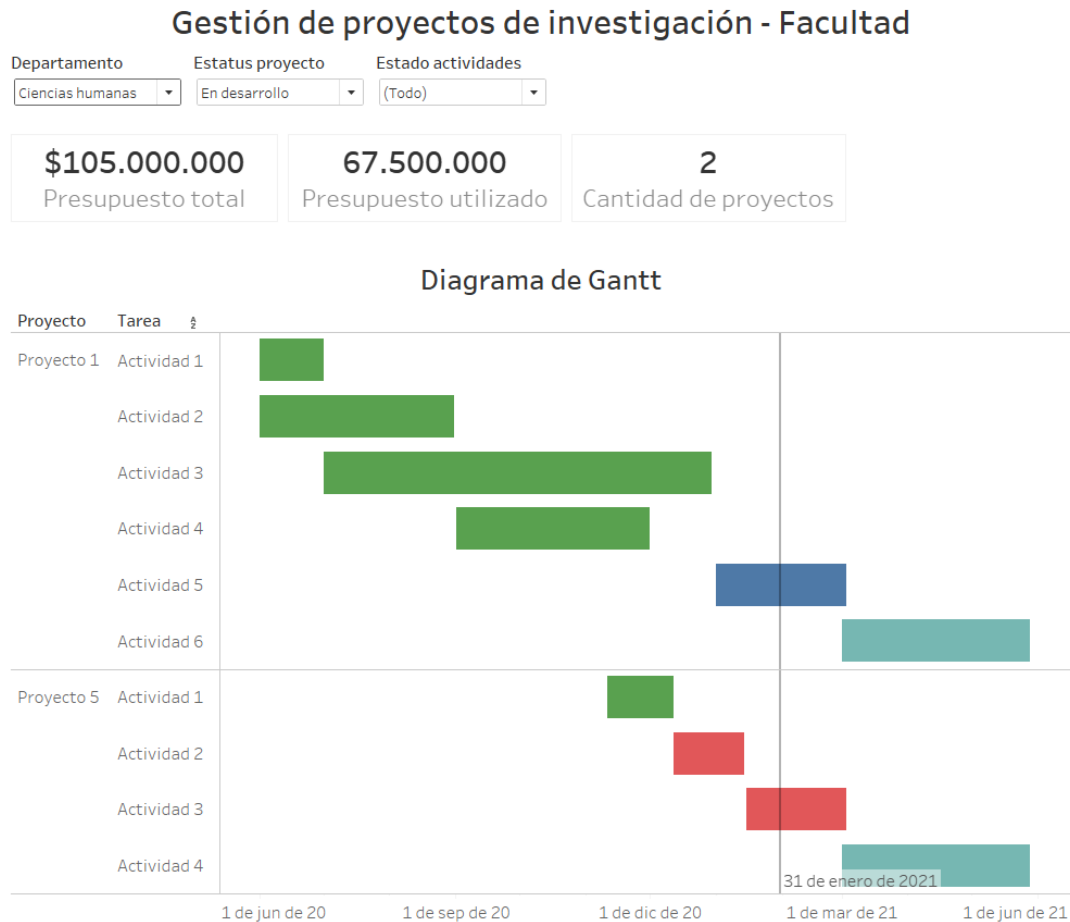 Gestión de proyectos de investigación - Facultad
Departamento Estatus proyecto Estado actividades
Ciencias humanas En desarrollo (Todo)
$105.000.000 67.500.000 2
Presupuesto total Presupuesto utilizado Cantidad de proyectos
Diagrama de Gantt
Proyecto Tarea
Proyecto 1 Actividad 1
Actividad 2
Actividad 3
Actividad 4
Actividad 5
Actividad 6
Proyecto 5 Actividad 1
Actividad 2
Actividad 3
Actividad 4
31 de enero de 2021
1 de jun de 20 1 de sep de 20 1 de dic de 20 1 de mar de 21 1 de jun de 21